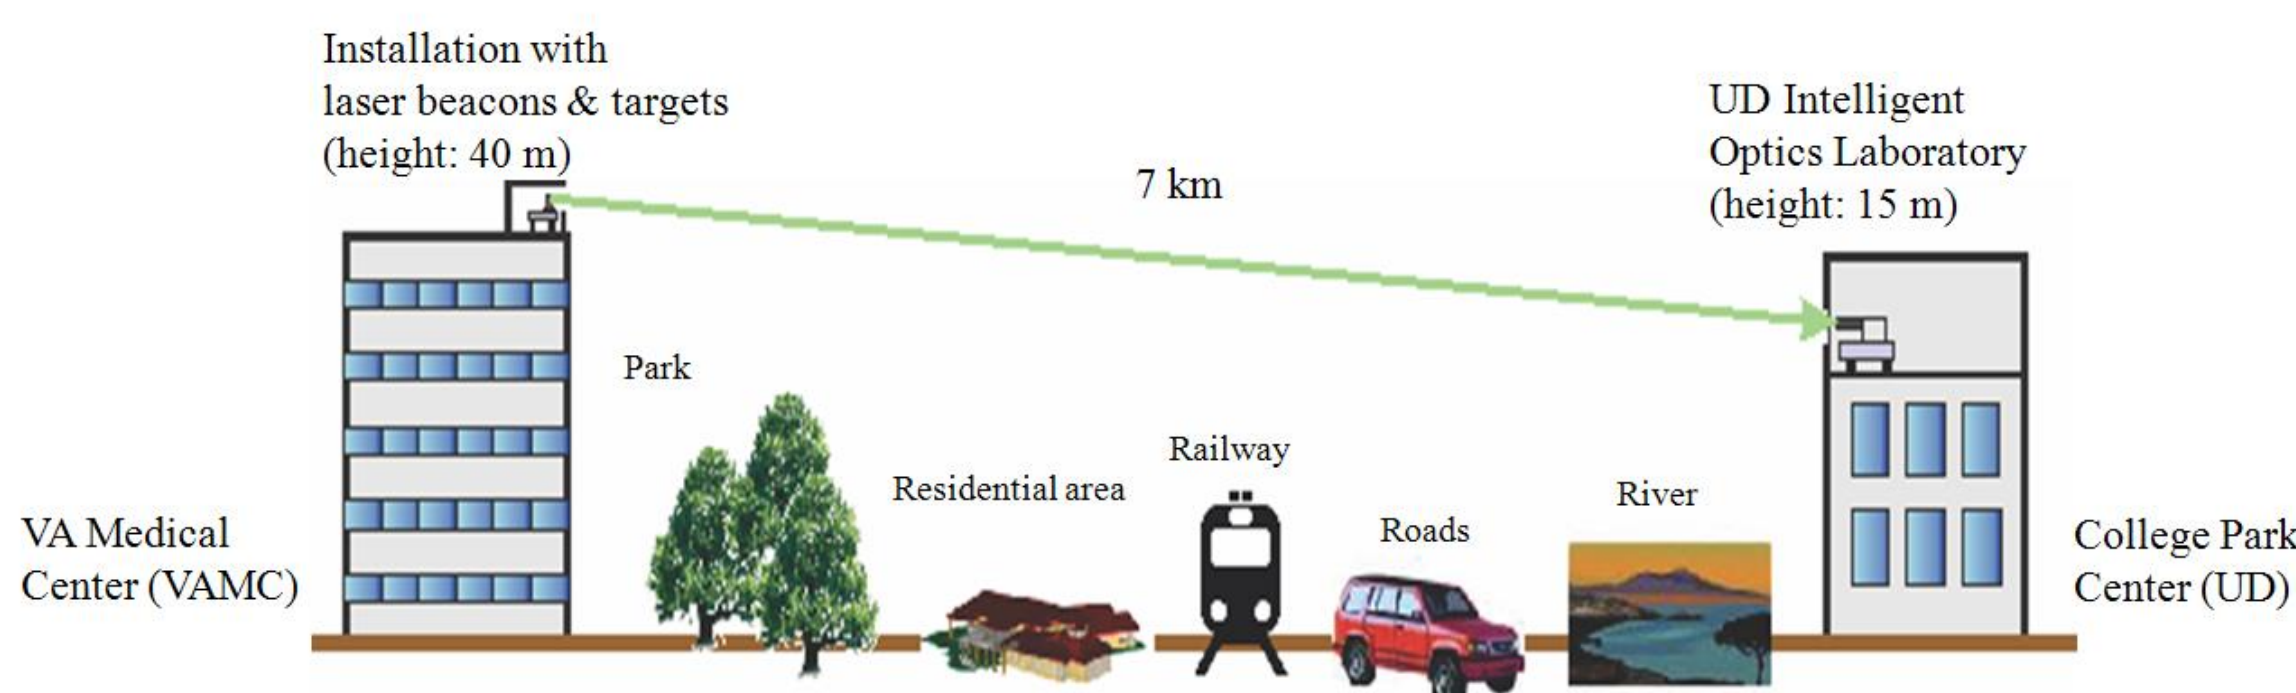 Installation with
laser beacons & targets
(height: 40 m)
7 km
UD Intelligent
Optics Laboratory
(height: 15 m)
Park
Residential area
Railway
Roads
River
VA Medical
Center (VAMC)
College Park
Center (UD)